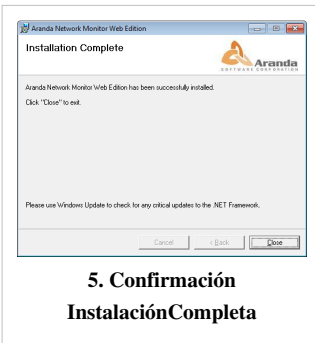 Aranda Network Monitor Web Edition
Installation Complete
Aranda
SOFTWARE CORPORATION
Aranda Network Monitor Web Edition has been successfully installed.
Click "Close" to exit.
Please use Windows Update to check for any critical updates to the .NET Framework.
Cancel
< Back
Close
5. Confirmación
InstalaciónCompleta